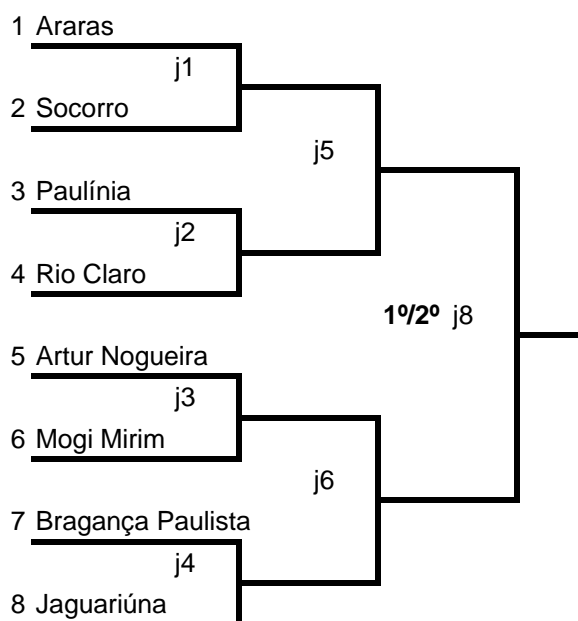 1 Araras
j1
2 Socorro
j5
3 Paulínia
j2
4 Rio Claro
1º/2º j8
5 Artur Nogueira
j3
6 Mogi Mirim
j6
7 Bragança Paulista
j4
8 Jaguariúna